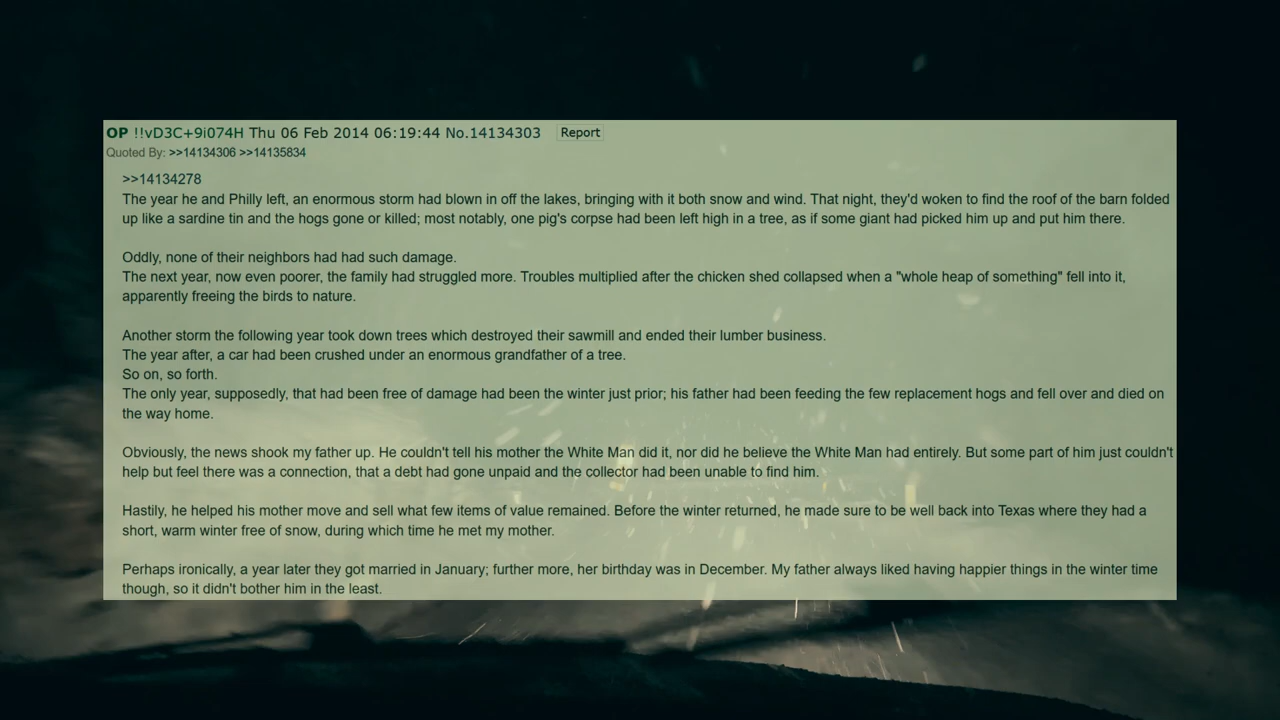 OP !!vD3C+9i074H Thu 06 Feb 2014 06:19:44 No.14134303 Report
Quoted By: >>14134306 >>14135834
>>14134278
The year he and Philly left, an enormous storm had blown in off the lakes, bringing with it both snow and wind. That night, they'd woken to find the roof of the barn folded
up like a sardine tin and the hogs gone or killed; most notably, one pig's corpse had been left high in a tree, as if some giant had picked him up and put him there.
Oddly, none of their neighbors had had such damage.
The next year, now even poorer, the family had struggled more. Troubles multiplied after the chicken shed collapsed when a "whole heap of something" fell into it,
apparently freeing the birds to nature.
Another storm the following year took down trees which destroyed their sawmill and ended their lumber business.
The year after, a car had been crushed under an enormous grandfather of a tree.
So on, so forth.
The only year, supposedly, that had been free of damage had been the winter just prior; his father had been feeding the few replacement hogs and fell over and died on
the way home.
Obviously, the news shook my father up. He couldn't tell his mother the White Man did it, nor did he believe the White Man had entirely. But some part of him just couldn't
help but feel there was a connection, that a debt had gone unpaid and the collector had been unable to find him.
Hastily, he helped his mother move and sell what few items of value remained. Before the winter returned, he made sure to be well back into Texas where they had a
short, warm winter free of snow, during which time he met my mother.
Perhaps ironically, a year later they got married in January; further more, her birthday was in December. My father always liked having happier things in the winter time
though, so it didn't bother him in the least.